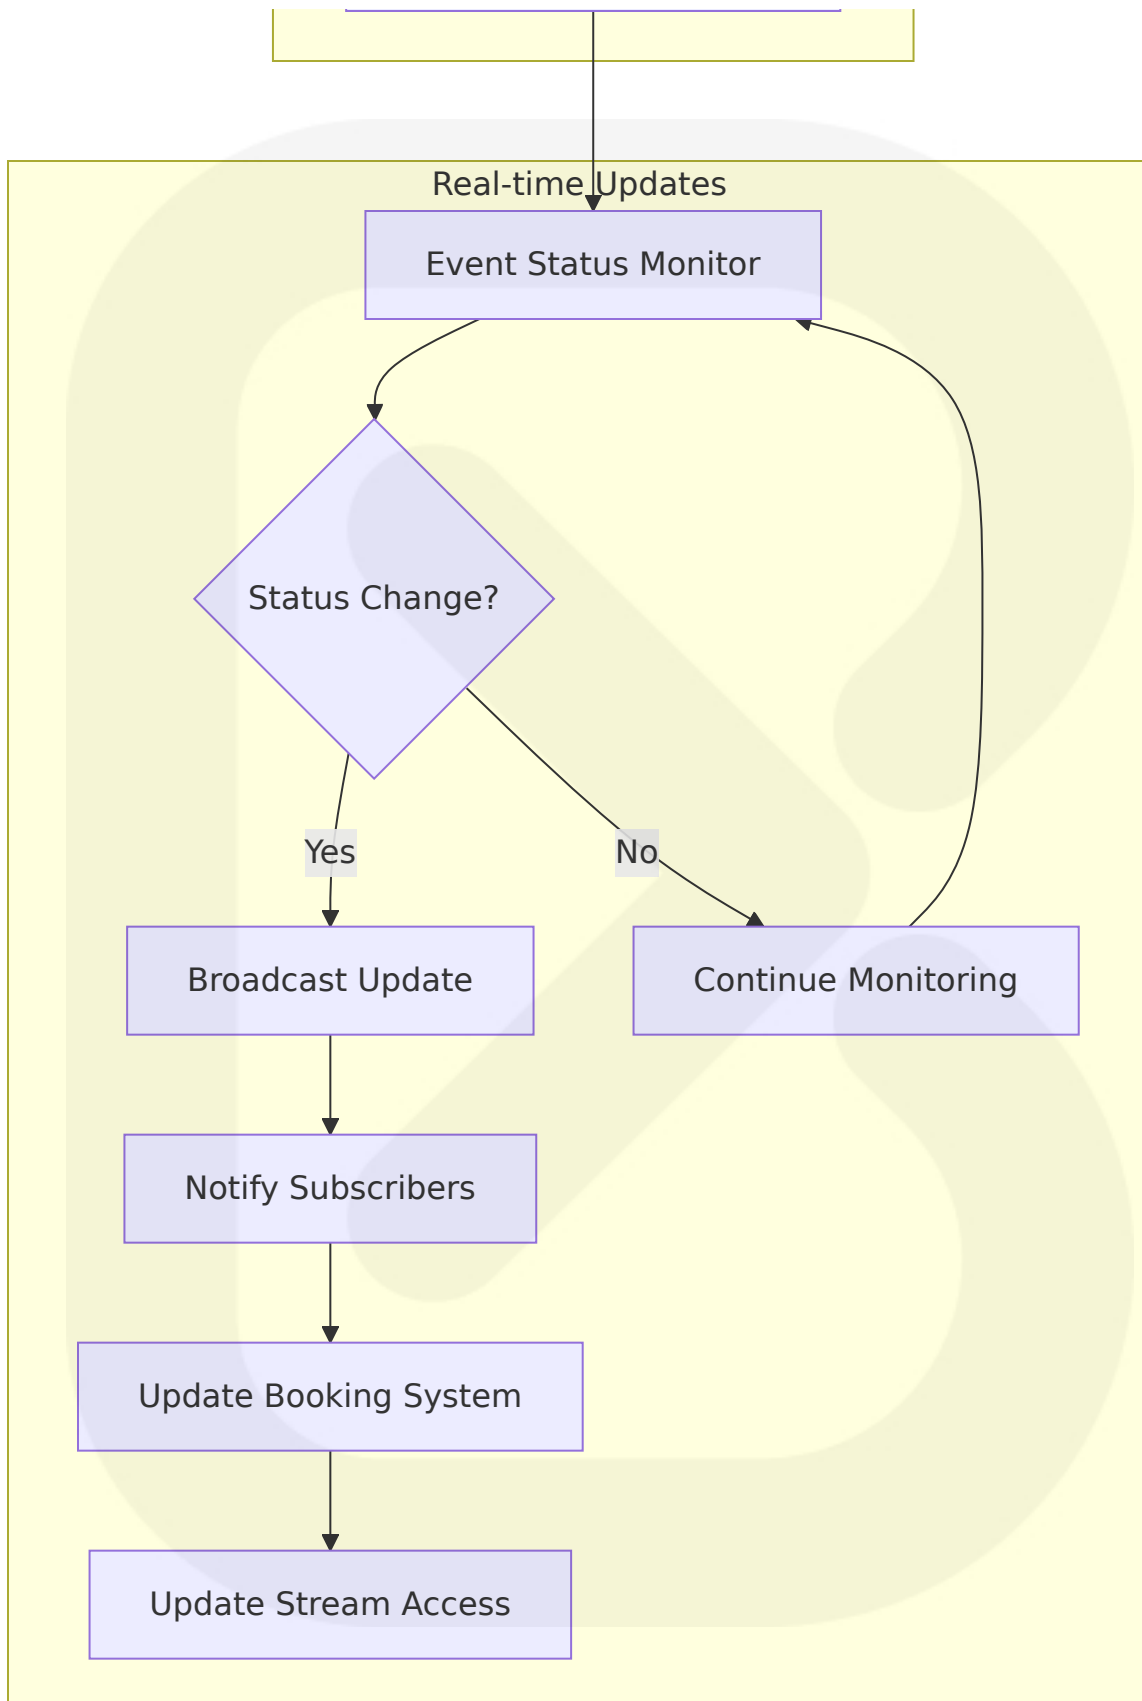 Real-time Updates
Event Status Monitor
Status Change?
Yes
No
Broadcast Update
Continue Monitoring
Notify Subscribers
Update Booking System
Update Stream Access